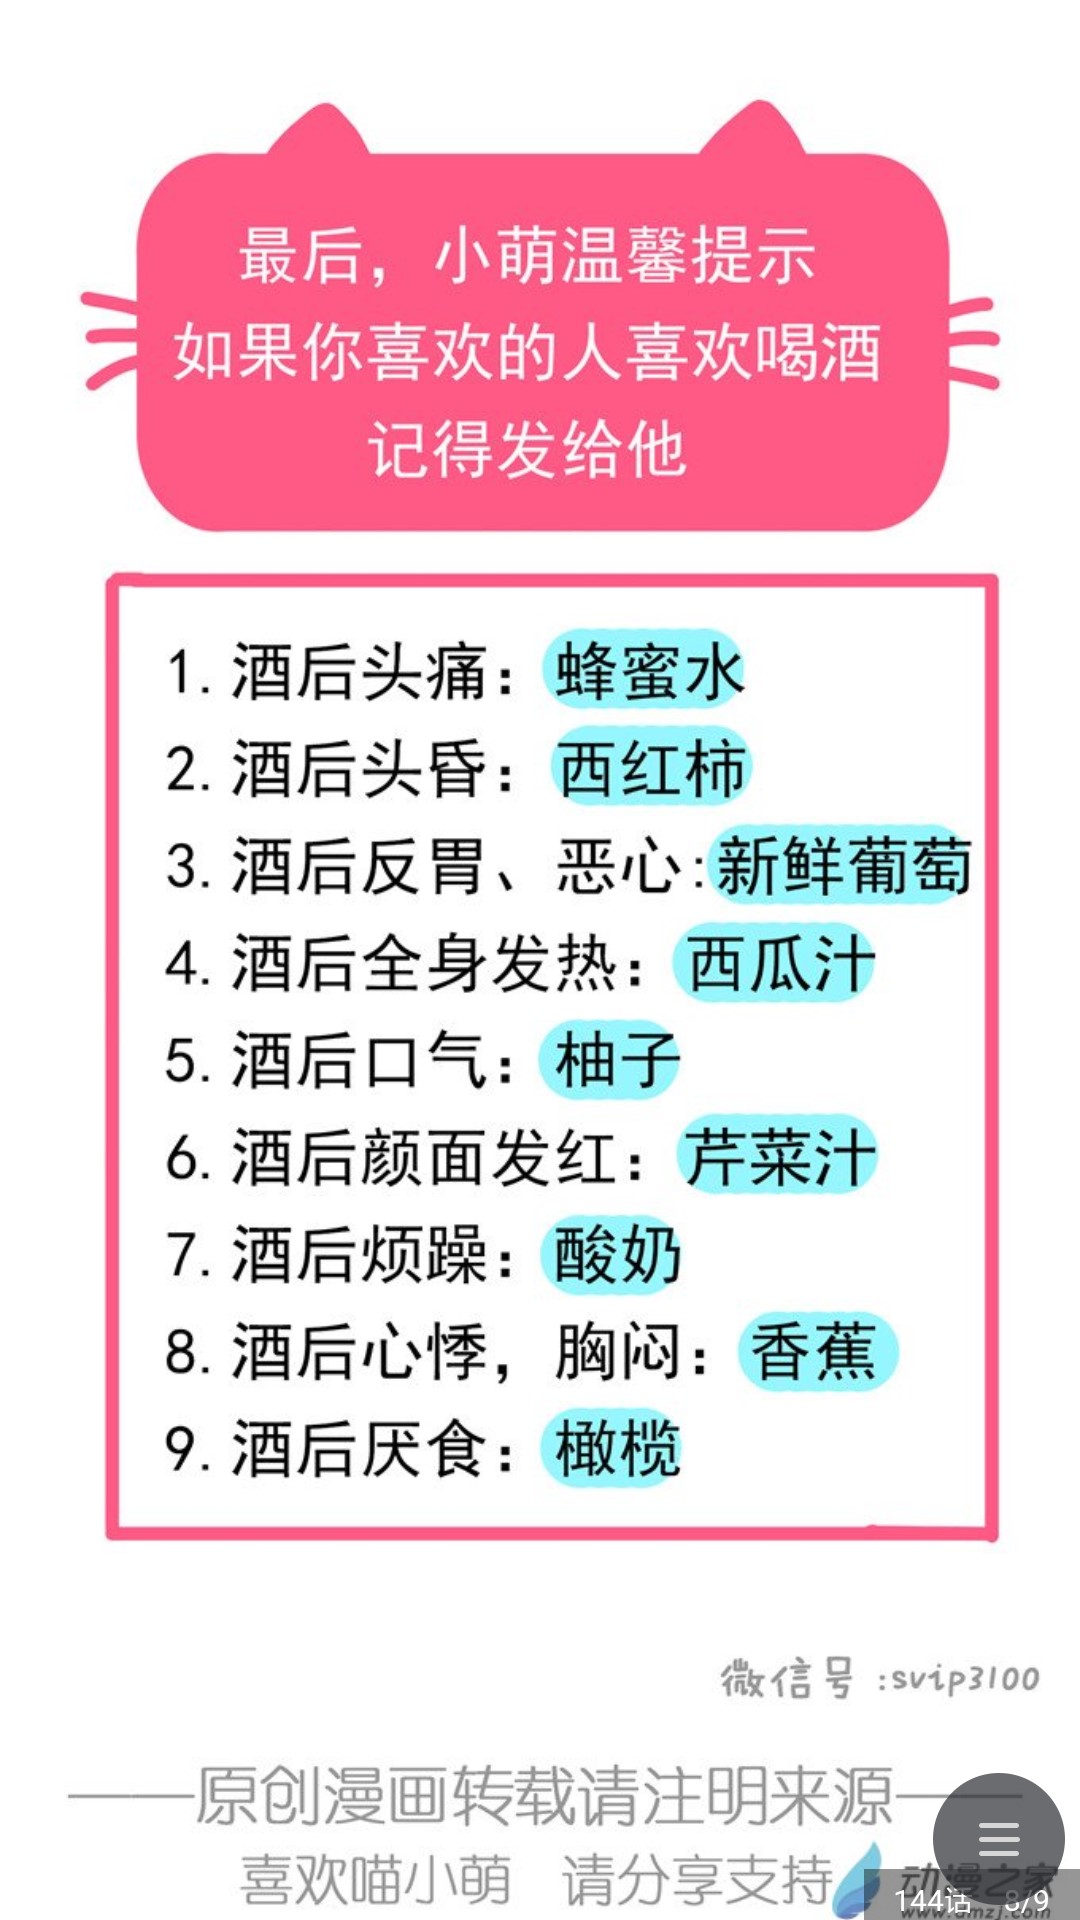 最后，小萌温馨提示
如果你喜欢的人喜欢喝酒
记得发给他
1.酒后头痛：蜂蜜水
2.酒后头昏：西红柿
3.酒后反胃、恶心:新鲜葡萄
4.酒后全身发热：西瓜汁
5.酒后口气：柚子
6.酒后颜面发红：芹菜汁
7.酒后烦躁：酸奶
8.酒后心悸，胸闷：香蕉
9.酒后厌食：橄榄
微信号:svip3100
——原创漫画转载请注明来源——
喜欢喵小萌 请分享支持
动漫之家
www.dmzj.com
144话 8/9